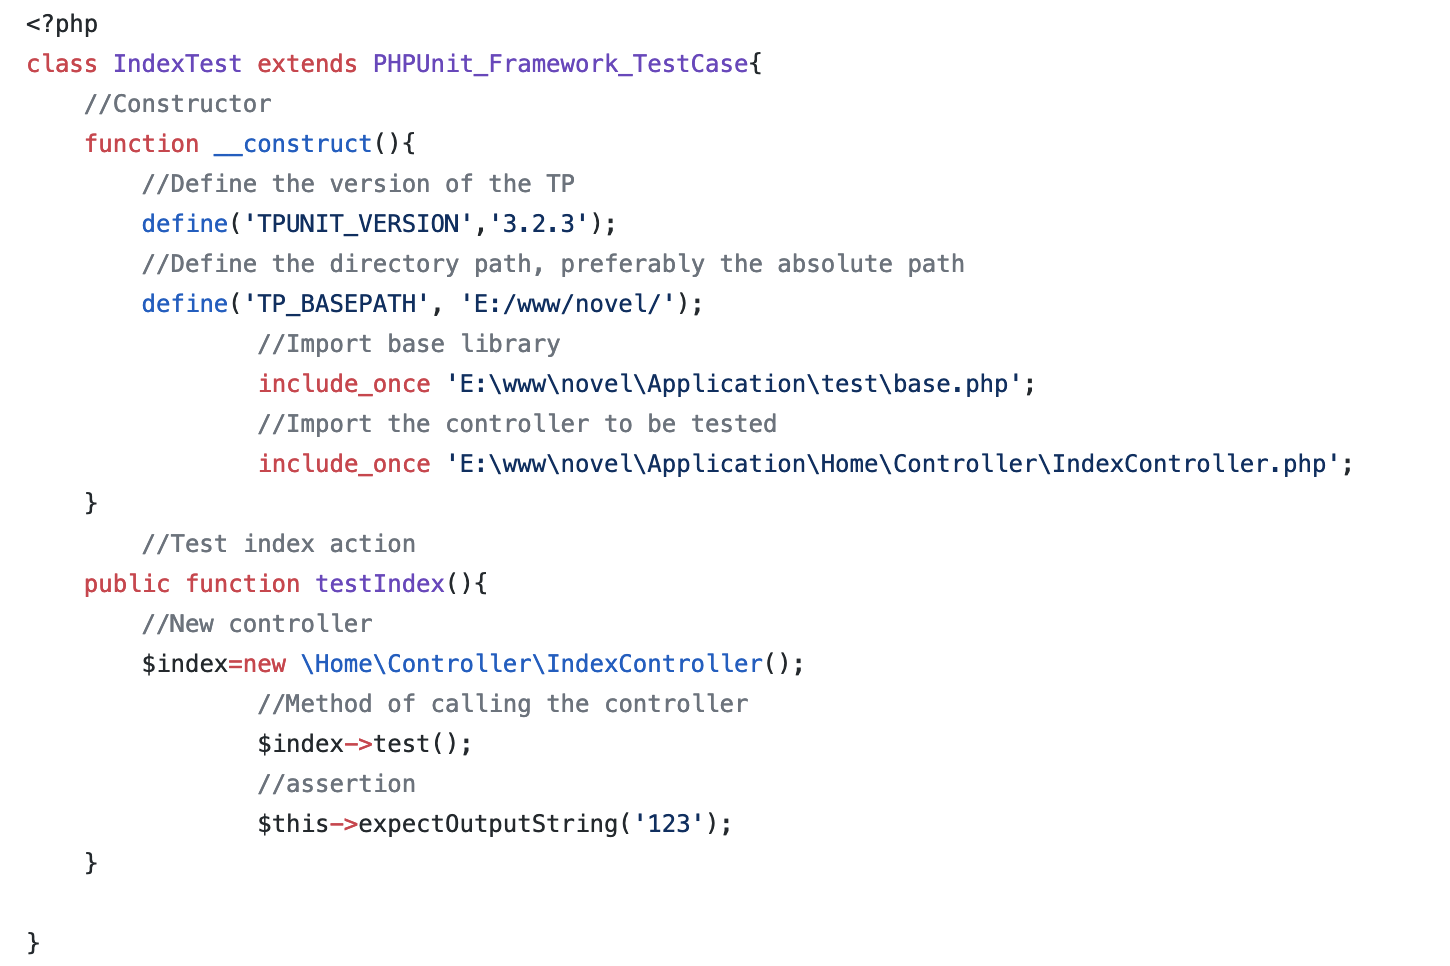 <?php
class IndexTest extends PHPUnit_Framework_TestCase{
    //Constructor
    function __construct(){
        //Define the version of the TP
        define('TPUNIT_VERSION','3.2.3');
        //Define the directory path, preferably the absolute path
        define('TP_BASEPATH', 'E:/www/novel/');
                //Import base library
                include_once 'E:\www\novel\Application\test\base.php';
                //Import the controller to be tested
                include_once 'E:\www\novel\Application\Home\Controller\IndexController.php';
    }
        //Test index action
    public function testIndex(){
        //New controller
        $index=new \Home\Controller\IndexController();
                //Method of calling the controller
                $index->test();
                //assertion
                $this->expectOutputString('123');
    }

}